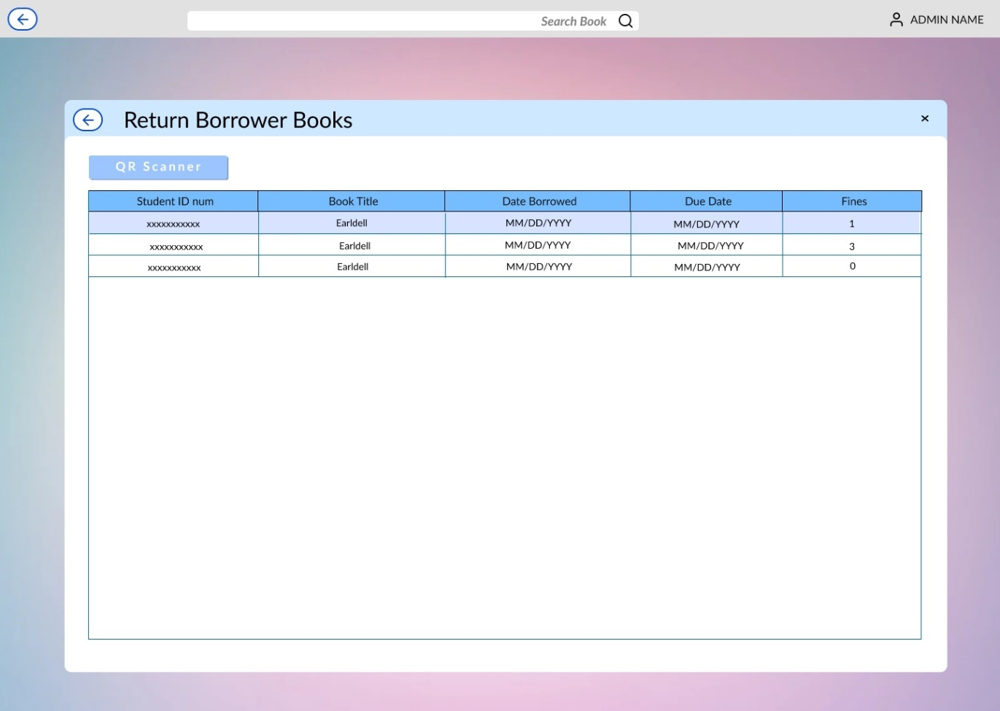 Search Book
ADMIN NAME
Return Borrower Books
QR Scanner
Student ID num Book Title Date Borrowed Due Date Fines
xxxxxxxxxxx Earldell MM/DD/YYYY MM/DD/YYYY 1
xxxxxxxxxxx Earldell MM/DD/YYYY MM/DD/YYYY 3
xxxxxxxxxxx Earldell MM/DD/YYYY MM/DD/YYYY 0